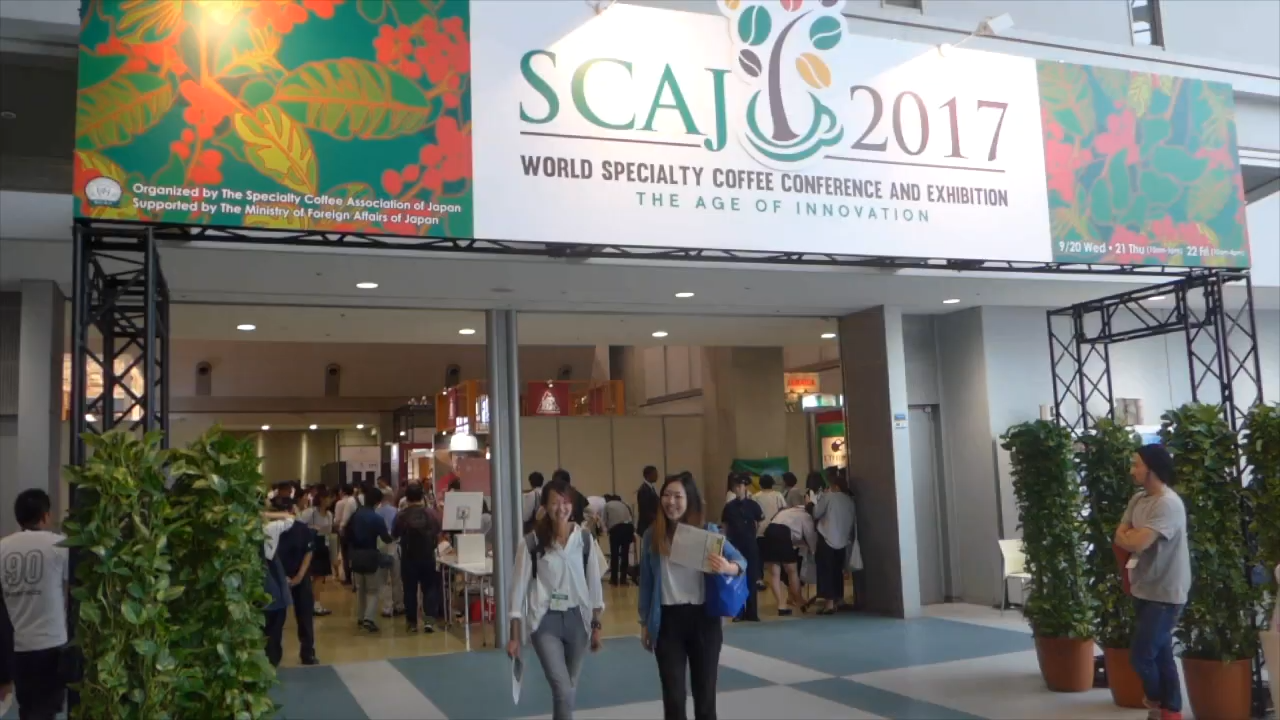 SCAJ 2017
WORLD SPECIALTY COFFEE CONFERENCE AND EXHIBITION
THE AGE OF INNOVATION
Organized by The Specialty Coffee Association of Japan
Supported by The Ministry of Foreign Affairs of Japan
9/20 Wed • 21 Thu 22 Fri
90